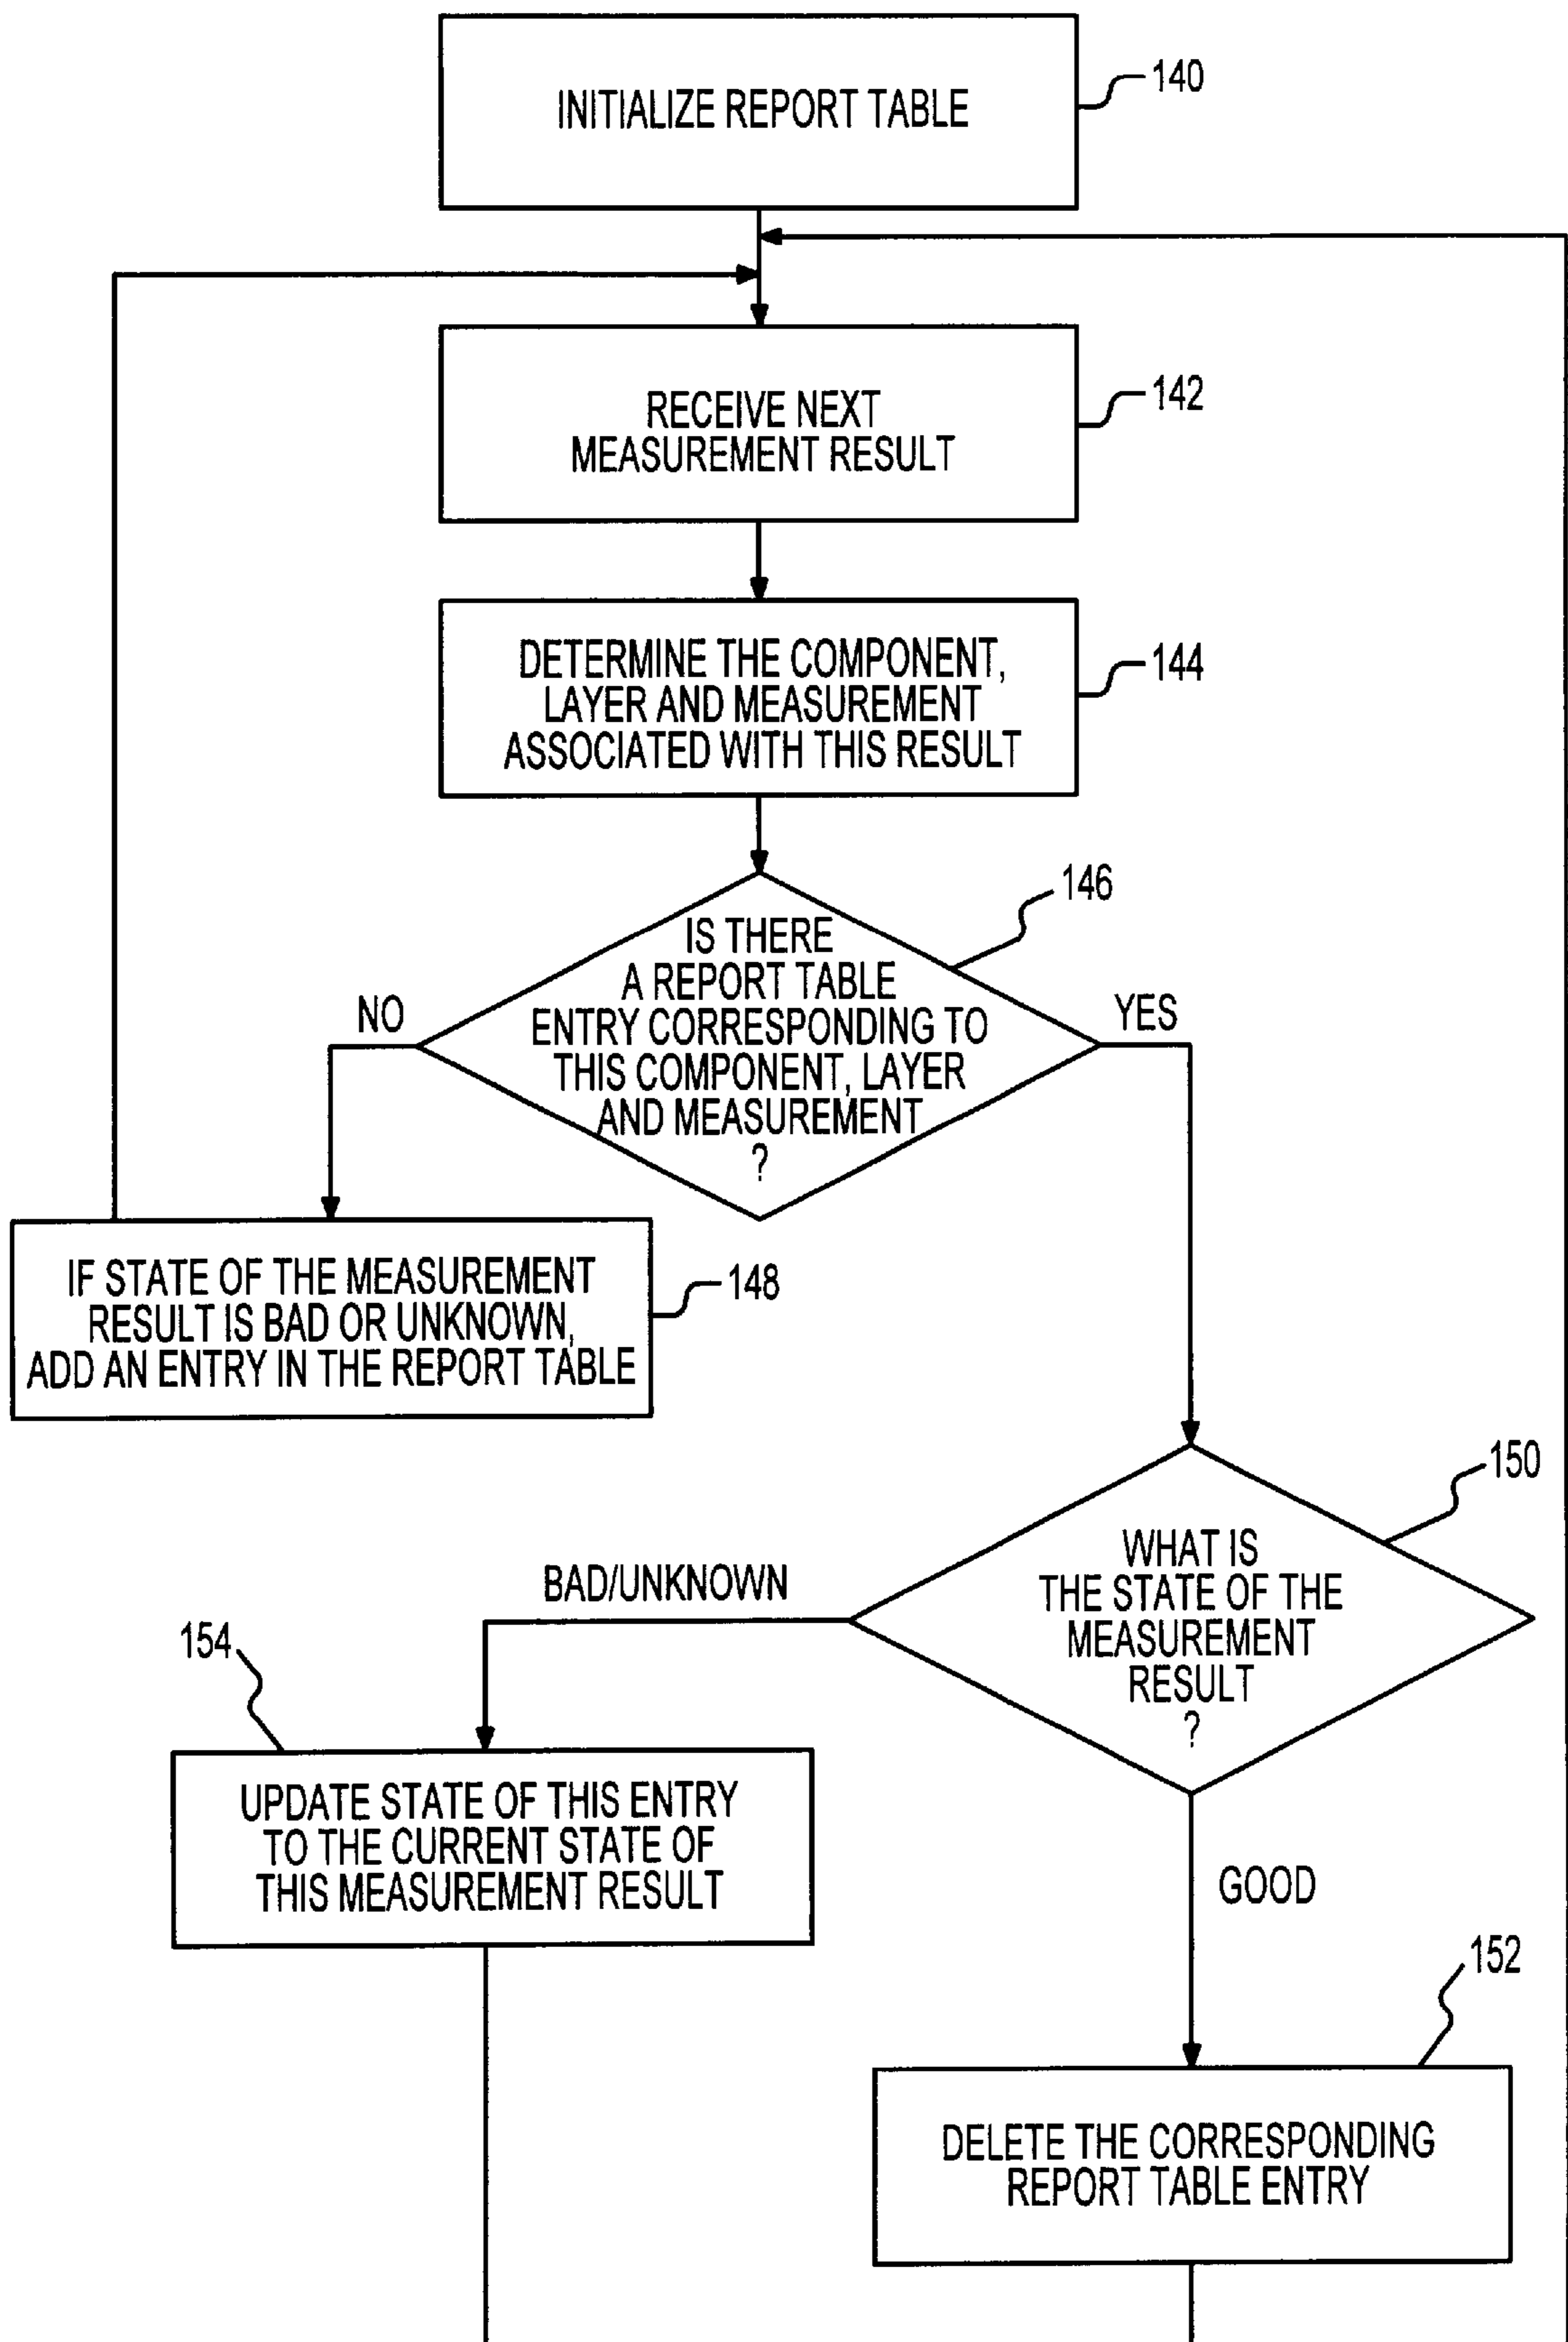 INITIALIZE REPORT TABLE
140
RECEIVE NEXT
MEASUREMENT RESULT
142
DETERMINE THE COMPONENT,
LAYER AND MEASUREMENT
ASSOCIATED WITH THIS RESULT
144
146
IS THERE
A REPORT TABLE
ENTRY CORRESPONDING TO
THIS COMPONENT, LAYER
AND MEASUREMENT
?
NO
YES
IF STATE OF THE MEASUREMENT
RESULT IS BAD OR UNKNOWN,
ADD AN ENTRY IN THE REPORT TABLE
148
150
WHAT IS
THE STATE OF THE
MEASUREMENT
RESULT
?
BAD/UNKNOWN
154
UPDATE STATE OF THIS ENTRY
TO THE CURRENT STATE OF
THIS MEASUREMENT RESULT
GOOD
152
DELETE THE CORRESPONDING
REPORT TABLE ENTRY